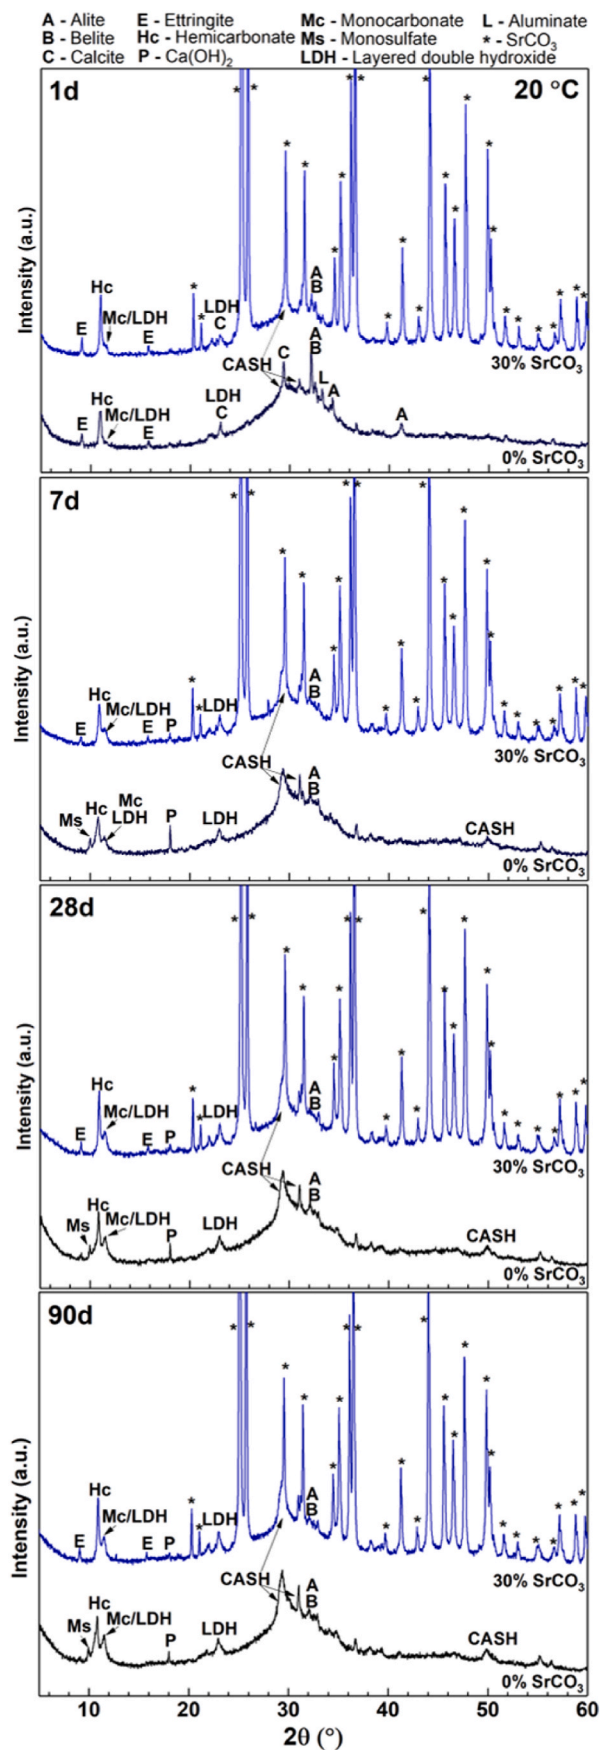 A - Alite E - Ettringite Mc - Monocarbonate L - Aluminate
B - Belite Hc - Hemicarbonate Ms - Monosulfate * - SrCO₃
C - Calcite P - Ca(OH)₂ LDH - Layered double hydroxide
1d 20 °C
Intensity (a.u.)
* * * * * * * * * * * * * * * * * * * * * * * *
E Hc Mc/LDH E LDH C A B
30% SrCO₃
CASH
E Hc Mc/LDH E LDH C C A B L A A
0% SrCO₃
7d
Intensity (a.u.)
* * * * * * * * * * * * * * * * * * * * * * * *
E Hc Mc/LDH E P LDH A B
30% SrCO₃
CASH
Ms Hc Mc LDH P LDH A B CASH
0% SrCO₃
28d
Intensity (a.u.)
* * * * * * * * * * * * * * * * * * * * * * * *
E Hc Mc/LDH E P LDH A B
30% SrCO₃
CASH
Ms Hc Mc/LDH P LDH A B CASH
0% SrCO₃
90d
Intensity (a.u.)
* * * * * * * * * * * * * * * * * * * * * * * *
E Hc Mc/LDH E P LDH A B
30% SrCO₃
CASH
Ms Hc Mc/LDH P LDH A B CASH
0% SrCO₃
10 20 30 40 50 60
2θ (°)